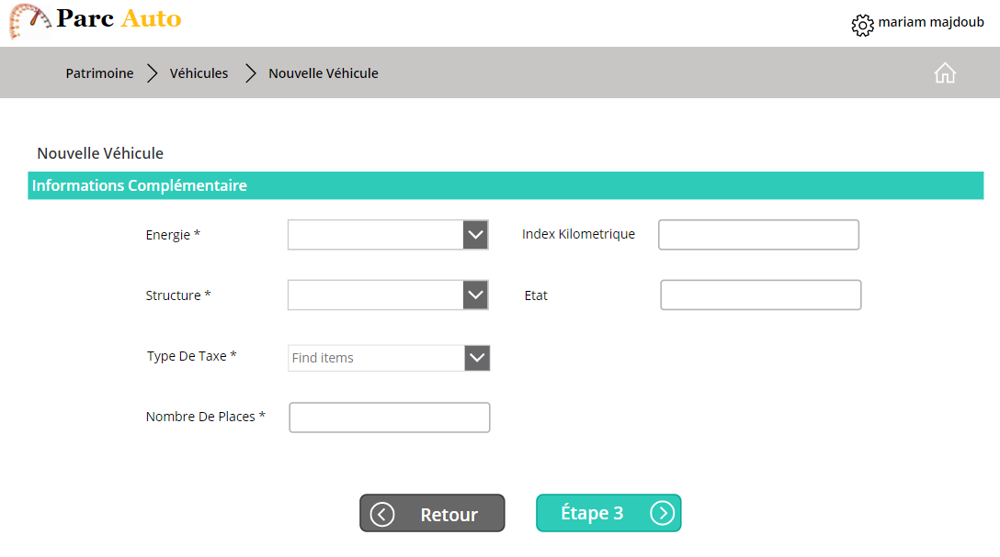 Parc Auto
mariam majdoub
Patrimoine Véhicules Nouvelle Véhicule
Nouvelle Véhicule
Informations Complémentaire
Energie * Index Kilometrique
Structure * Etat
Type De Taxe * Find items
Nombre De Places *
Retour Étape 3